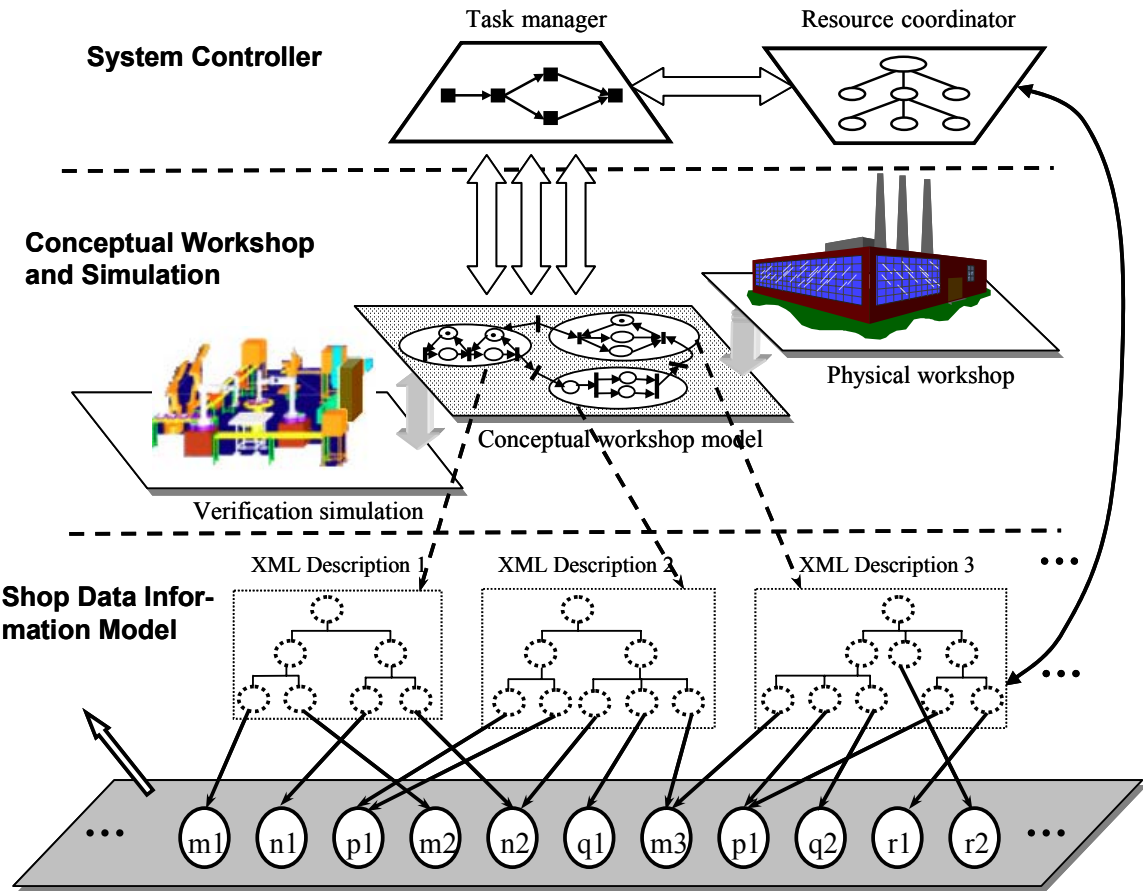 Task manager
Resource coordinator
System Controller
Conceptual Workshop
and Simulation
Physical workshop
Conceptual workshop model
Verification simulation
XML Description 1
XML Description 2
XML Description 3
...
Shop Data Infor-
mation Model
...
... m1 n1 p1 m2 n2 q1 m3 p1 q2 r1 r2 ...